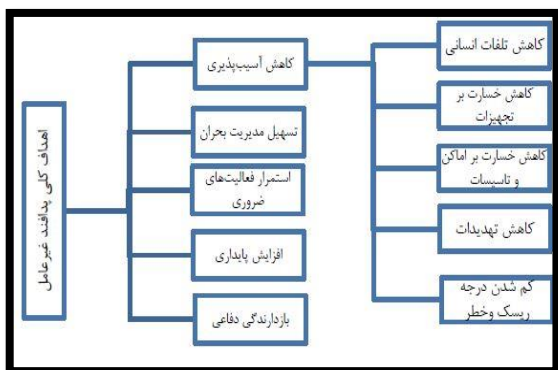 اهداف کلی پدافند غیرعامل
کاهش آسیب‌پذیری
تسهیل مدیریت بحران
استمرار فعالیت‌های
ضروری
افزایش پایداری
بازدارندگی دفاعی
کاهش تلفات انسانی
کاهش خسارت بر
تجهیزات
کاهش خسارت بر اماکن
و تاسیسات
کاهش تهدیدات
کم شدن درجه
ریسک وخطر